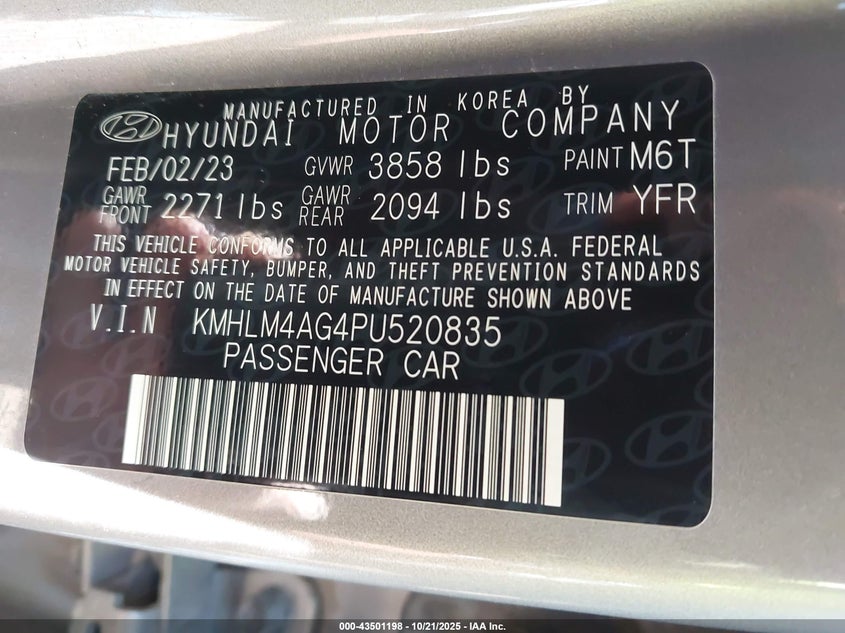 MANUFACTURED IN KOREA BY
HYUNDAI MOTOR COMPANY
FEB/02/23 GVWR 3858 lbs PAINT M6T
GAWR FRONT 2271 lbs GAWR REAR 2094 lbs TRIM YFR
THIS VEHICLE CONFORMS TO ALL APPLICABLE U.S.A. FEDERAL
MOTOR VEHICLE SAFETY, BUMPER, AND THEFT PREVENTION STANDARDS
IN EFFECT ON THE DATE OF MANUFACTURE SHOWN ABOVE
V.I.N KMHLM4AG4PU520835
PASSENGER CAR
000-43501198 - 10/21/2025 - IAA Inc.